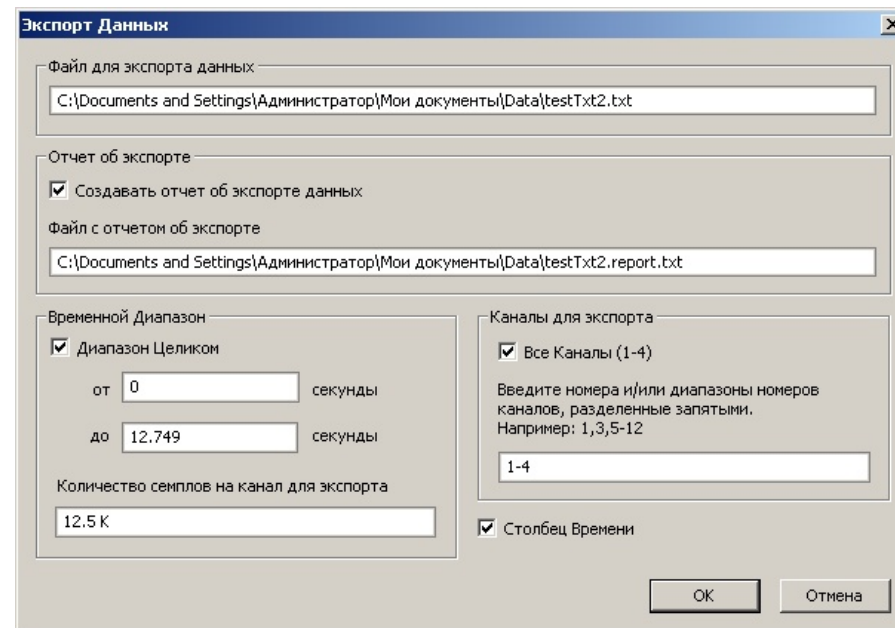 Экспорт Данных
Файл для экспорта данных
C:\Documents and Settings\Администратор\Мои документы\Data\testTxt2.txt
Отчет об экспорте
Создавать отчет об экспорте данных
Файл с отчетом об экспорте
C:\Documents and Settings\Администратор\Мои документы\Data\testTxt2.report.txt
Временной Диапазон
Диапазон Целиком
от 0 секунды
до 12.749 секунды
Количество семплов на канал для экспорта
12.5 K
Каналы для экспорта
Все Каналы (1-4)
Введите номера и/или диапазоны номеров
каналов, разделенные запятыми.
Например: 1,3,5-12
1-4
Столбец Времени
OK
Отмена